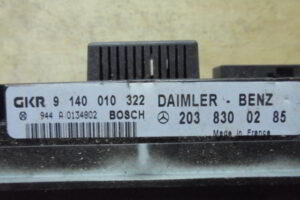 GKR 9 140 010 322 DAIMLER - BENZ
944 A 0134802 BOSCH 203 830 02 85
Made in France